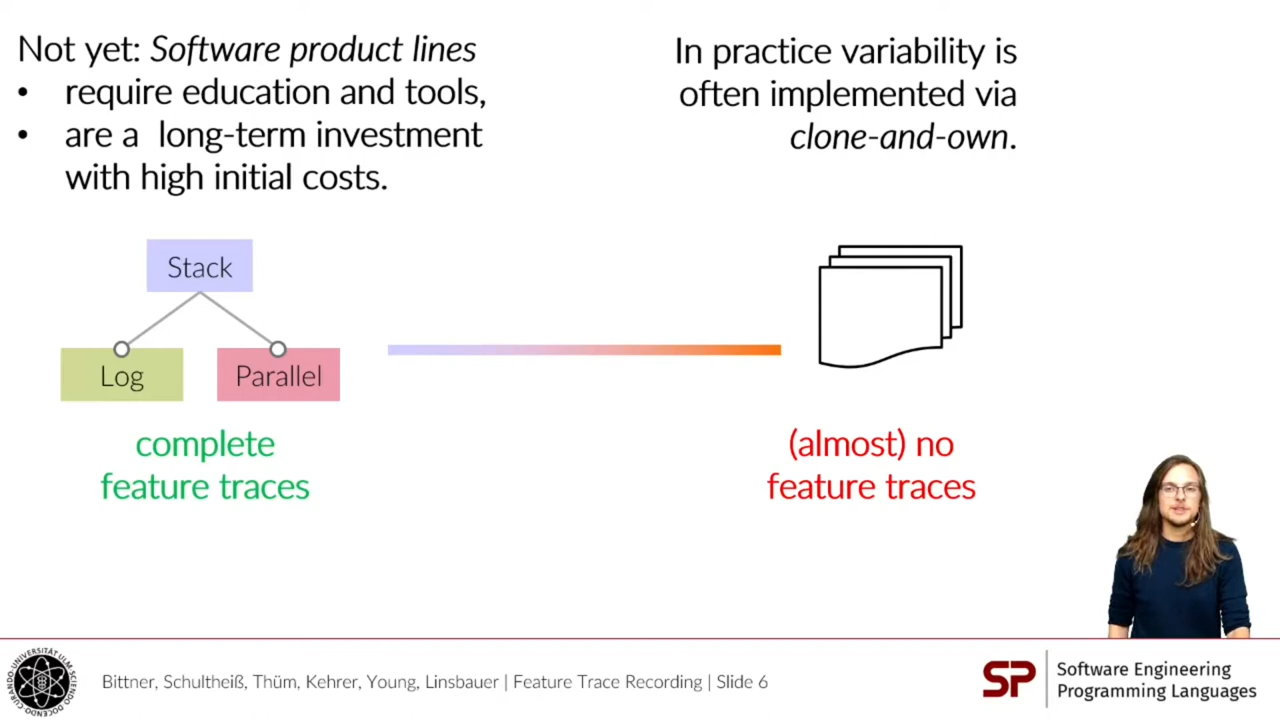 Not yet: Software product lines
• require education and tools,
• are a long-term investment
with high initial costs.
In practice variability is
often implemented via
clone-and-own.
Stack
Log
Parallel
complete
feature traces
(almost) no
feature traces
Bittner, Schultheiß, Thüm, Kehrer, Young, Linsbauer | Feature Trace Recording | Slide 6
SP
Software Engineering
Programming Languages